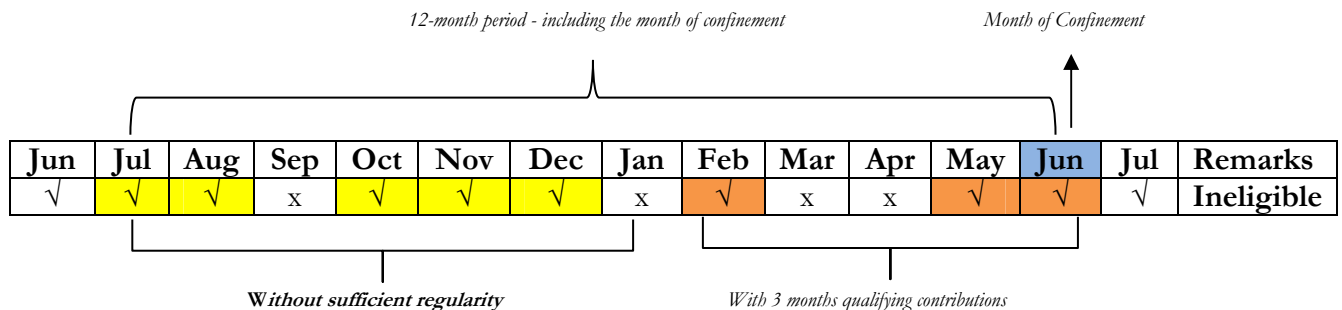 12-month period - including the month of confinement Month of Confinement
Jun Jul Aug Sep Oct Nov Dec Jan Feb Mar Apr May Jun Jul Remarks
√ √ √ x √ √ √ x √ x x √ √ √ Ineligible
Without sufficient regularity With 3 months qualifying contributions